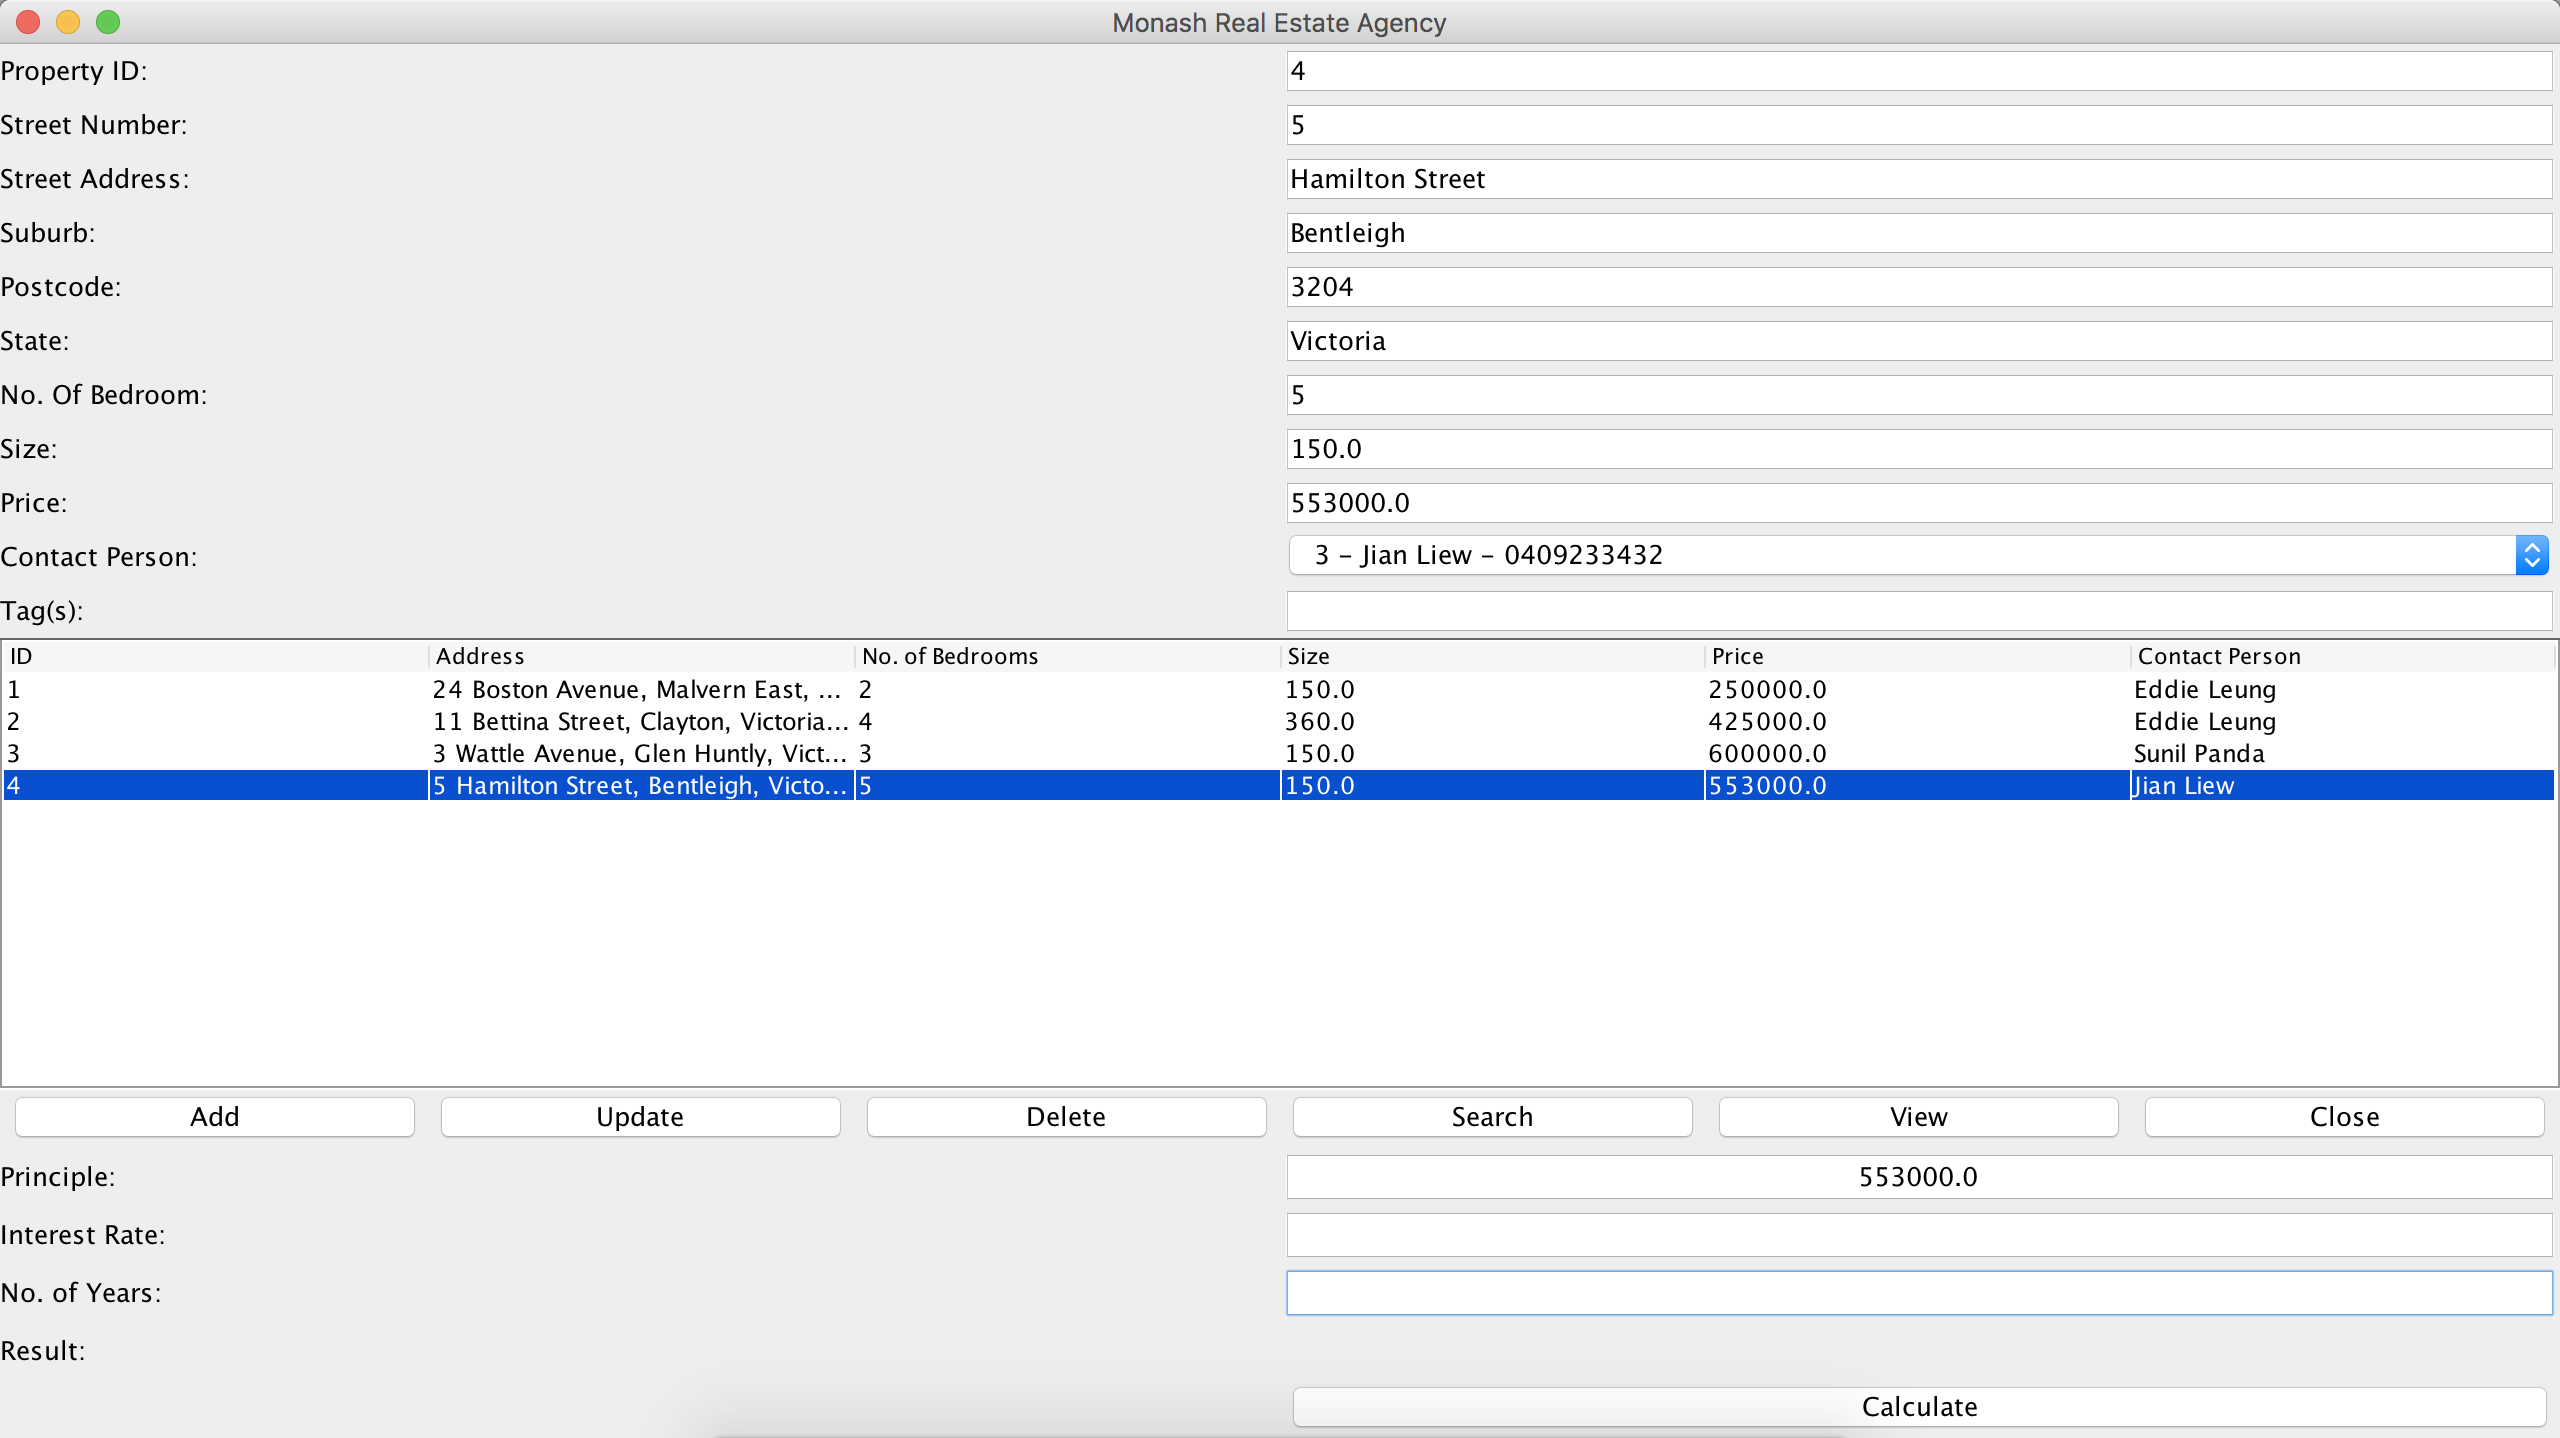 Monash Real Estate Agency
Property ID: 4
Street Number: 5
Street Address: Hamilton Street
Suburb: Bentleigh
Postcode: 3204
State: Victoria
No. Of Bedroom: 5
Size: 150.0
Price: 553000.0
Contact Person: 3 – Jian Liew – 0409233432
Tag(s):
ID Address No. of Bedrooms Size Price Contact Person
1 24 Boston Avenue, Malvern East, ... 2 150.0 250000.0 Eddie Leung
2 11 Bettina Street, Clayton, Victoria... 4 360.0 425000.0 Eddie Leung
3 3 Wattle Avenue, Glen Huntly, Vict... 3 150.0 600000.0 Sunil Panda
4 5 Hamilton Street, Bentleigh, Victo... 5 150.0 553000.0 Jian Liew
Add Update Delete Search View Close
Principle: 553000.0
Interest Rate:
No. of Years:
Result:
Calculate